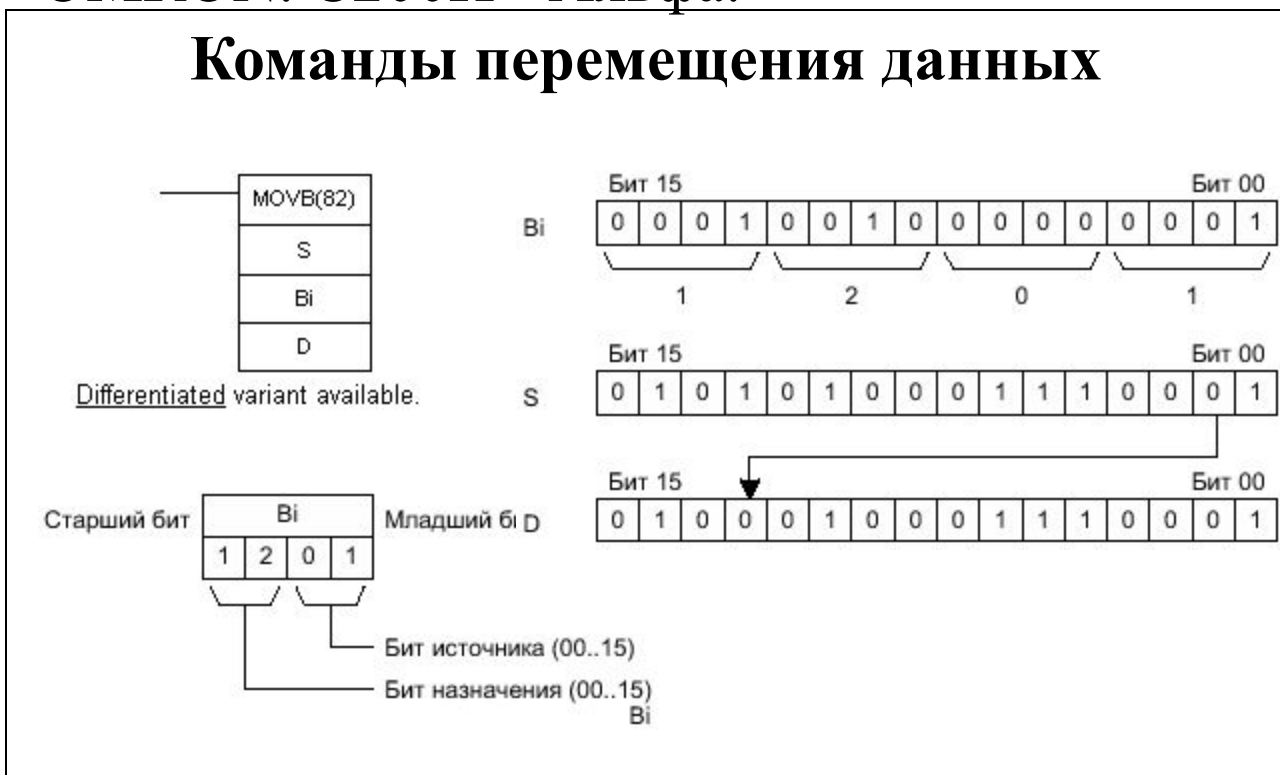 Команды перемещения данных
MOVB(82)
S
Bi
D
Differentiated variant available.
Бит 15 Бит 00
Bi 0 0 0 1 0 0 1 0 0 0 0 0 0 0 0 1
1 2 0 1
Бит 15 Бит 00
S 0 1 0 1 0 1 0 0 0 1 1 1 0 0 0 1
Бит 15 Бит 00
D 0 1 0 0 0 1 0 0 0 1 1 1 0 0 0 1
Старший бит Bi Младший
1 2 0 1
Бит источника (00..15)
Бит назначения (00..15)
Bi